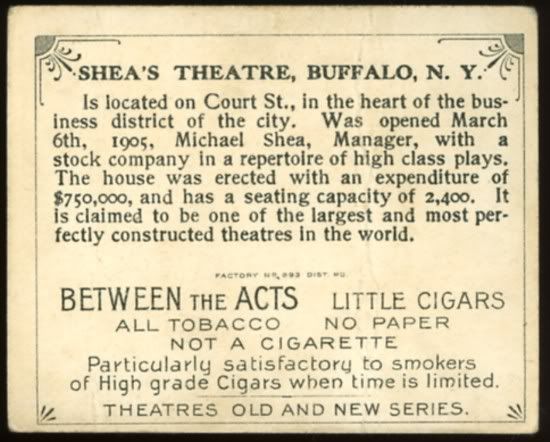 SHEA'S THEATRE, BUFFALO, N. Y.
Is located on Court St., in the heart of the bus-
iness district of the city. Was opened March
6th, 1905, Michael Shea, Manager, with a
stock company in a repertoire of high class plays.
The house was erected with an expenditure of
$750,000, and has a seating capacity of 2,400. It
is claimed to be one of the largest and most per-
fectly constructed theatres in the world.
FACTORY No. 293 DIST.
BETWEEN THE ACTS LITTLE CIGARS
ALL TOBACCO NO PAPER
NOT A CIGARETTE
Particularly satisfactory to smokers
of High grade Cigars when time is limited.
THEATRES OLD AND NEW SERIES.